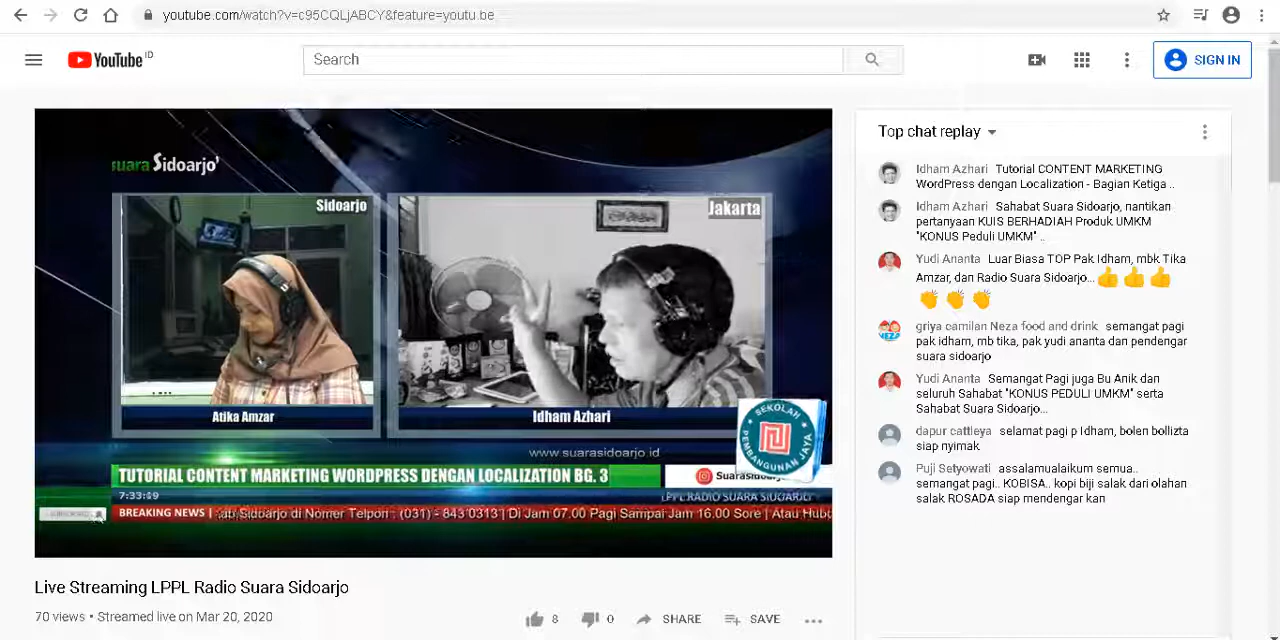 youtube.com/watch?v=c95CQLjABCY&feature=youtu.be
YouTube ID
Search
SIGN IN
suara Sidoarjo
Sidoarjo
Jakarta
Atika Amzar
Idham Azhari
SEKOLAH
PEMBANGUNAN JAYA
www.suarasidoarjo.id
TUTORIAL CONTENT MARKETING WORDPRESS DENGAN LOCALIZATION BG. 3
7:33:49
LPPL RADIO SUARA SIDOARJO
BREAKING NEWS | Sidoarjo di Nomer Telpon : (031) - 843 0313 | Di Jam 07.00 Pagi Sampai Jam 16.00 Sore | Atau Hub
Live Streaming LPPL Radio Suara Sidoarjo
70 views • Streamed live on Mar 20, 2020
8
0
SHARE
SAVE
Top chat replay
Idham Azhari Tutorial CONTENT MARKETING
WordPress dengan Localization - Bagian Ketiga ..
Idham Azhari Sahabat Suara Sidoarjo, nantikan
pertanyaan KUIS BERHADIAH Produk UMKM
"KONUS Peduli UMKM" ..
Yudi Ananta Luar Biasa TOP Pak Idham, mbk Tika
Amzar, dan Radio Suara Sidoarjo...
griya camilan Neza food and drink semangat pagi
pak idham, mb tika, pak yudi ananta dan pendengar
suara sidoarjo
Yudi Ananta Semangat Pagi juga Bu Anik dan
seluruh Sahabat "KONUS PEDULI UMKM" serta
Sahabat Suara Sidoarjo...
dapur cattleya selamat pagi p Idham, bolen bollizta
siap nyimak
Puji Setyowati assalamualaikum semua..
semangat pagi.. KOBISA.. kopi biji salak dari olahan
salak ROSADA siap mendengar kan